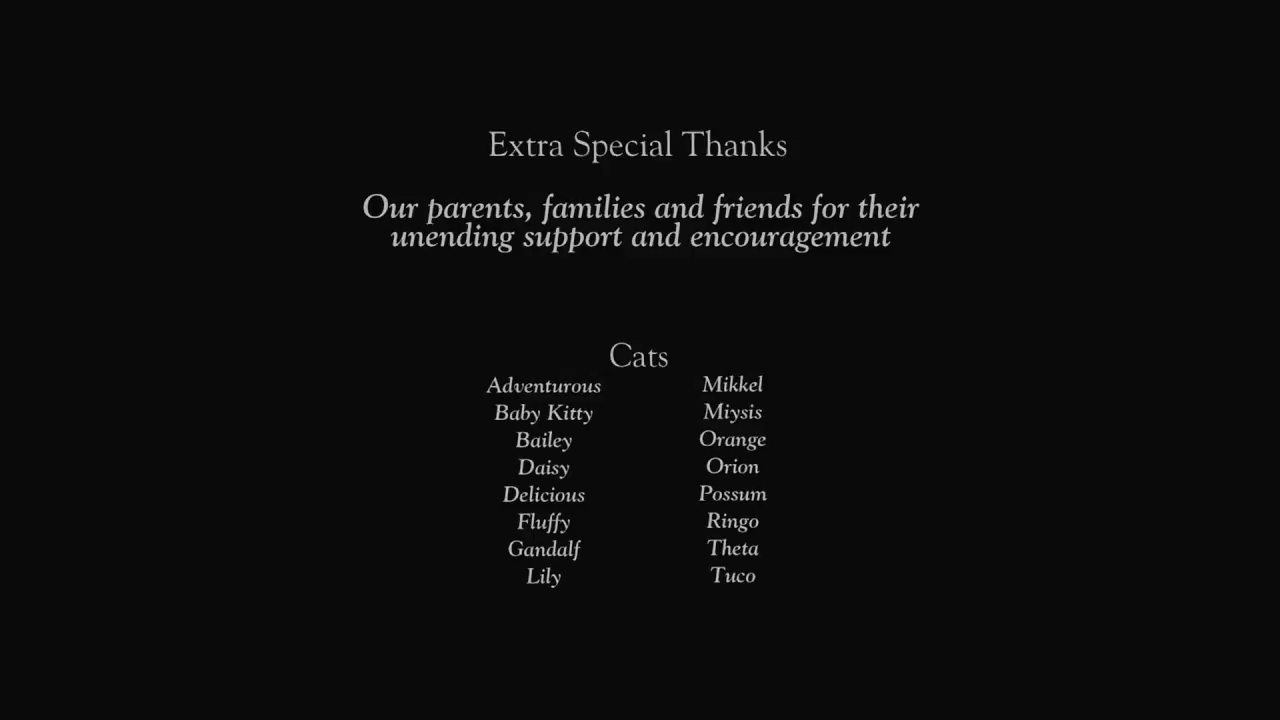 Extra Special Thanks
Our parents, families and friends for their
unending support and encouragement
Cats
Adventurous
Baby Kitty
Bailey
Daisy
Delicious
Fluffy
Gandalf
Lily
Mikkel
Miysis
Orange
Orion
Possum
Ringo
Theta
Tuco